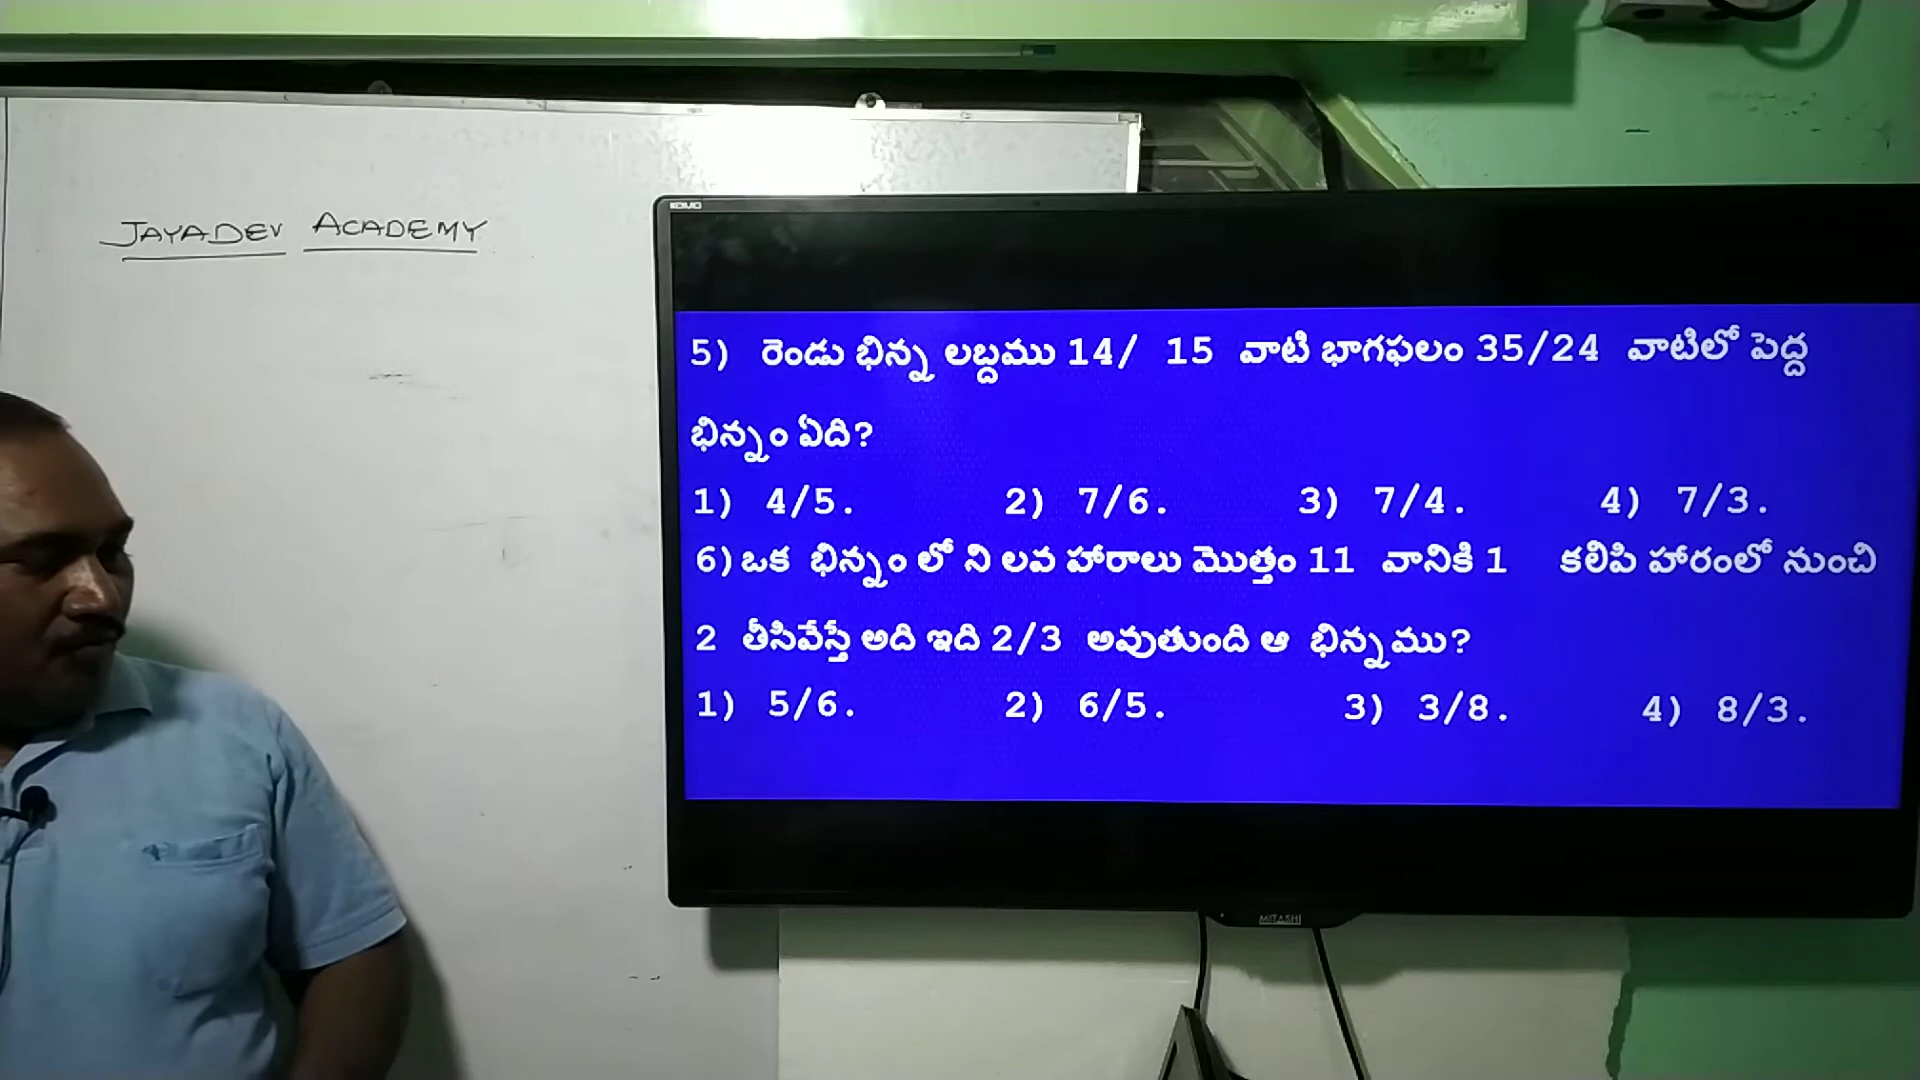 JAYADEV ACADEMY
5) రెండు భిన్న లబ్దము 14/ 15 వాటి భాగఫలం 35/24 వాటిలో పెద్ద
భిన్నం ఏది?
1) 4/5. 2) 7/6. 3) 7/4. 4) 7/3.
6)ఒక భిన్నం లో ని లవ హారాలు మొత్తం 11 వానికి 1 కలిపి హారంలో నుంచి
2 తీసివేస్తే అది ఇది 2/3 అవుతుంది ఆ భిన్నము?
1) 5/6. 2) 6/5. 3) 3/8. 4) 8/3.
MITASHI